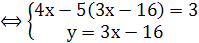 ⇔{4x - 5(3x - 16) = 3
y = 3x - 16